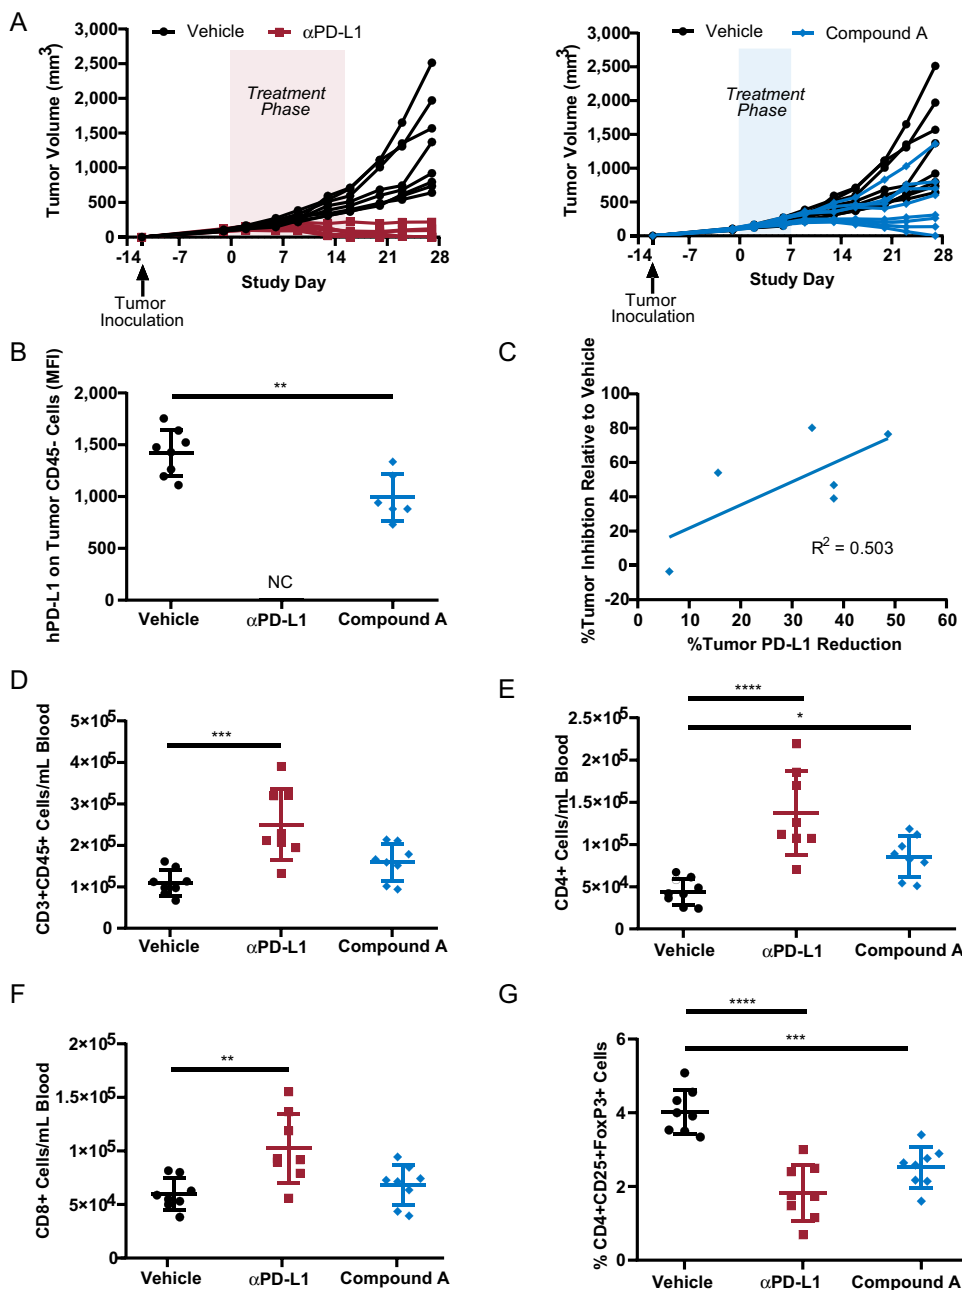 A
Vehicle αPD-L1
Tumor Volume (mm3)
3,000
2,500
2,000
1,500
1,000
500
0
Treatment
Phase
-14 -7 0 7 14 21 28
Study Day
Tumor
Inoculation
Vehicle Compound A
Tumor Volume (mm3)
3,000
2,500
2,000
1,500
1,000
500
0
Treatment
Phase
-14 -7 0 7 14 21 28
Study Day
Tumor
Inoculation
B
hPD-L1 on Tumor CD45- Cells (MFI)
2,000
1,500
1,000
500
0
**
NC
Vehicle αPD-L1 Compound A
C
%Tumor Inhibtion Relative to Vehicle
100
80
60
40
20
0
-20
R2 = 0.503
0 10 20 30 40 50 60
%Tumor PD-L1 Reduction
D
CD3+CD45+ Cells/mL Blood
5×105
4×105
3×105
2×105
1×105
0
***
Vehicle αPD-L1 Compound A
E
CD4+ Cells/mL Blood
2.5×105
2.0×105
1.5×105
1.0×105
5×104
0
****
*
Vehicle αPD-L1 Compound A
F
CD8+ Cells/mL Blood
2×105
1.5×105
1×105
5×104
0
**
Vehicle αPD-L1 Compound A
G
% CD4+CD25+FoxP3+ Cells
6
4
2
0
****
***
Vehicle αPD-L1 Compound A